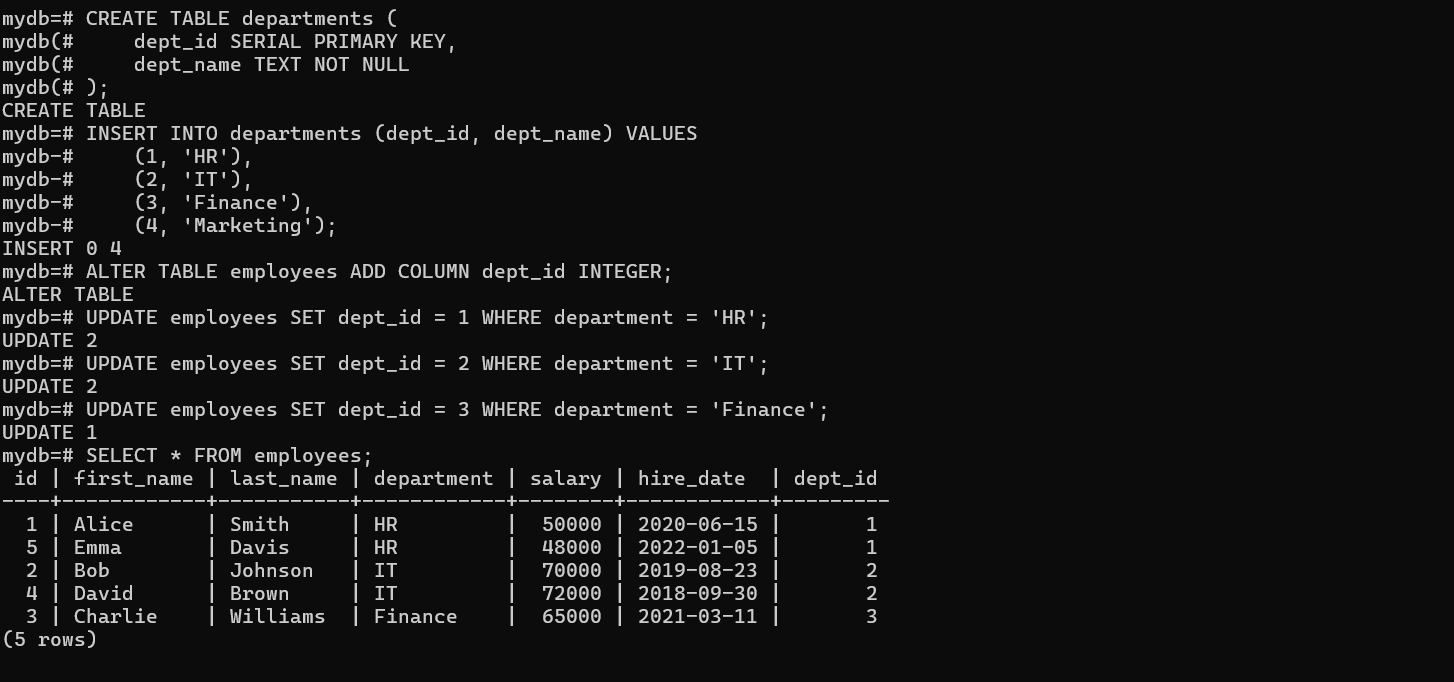 mydb=# CREATE TABLE departments (
mydb(#     dept_id SERIAL PRIMARY KEY,
mydb(#     dept_name TEXT NOT NULL
mydb(# );
CREATE TABLE
mydb=# INSERT INTO departments (dept_id, dept_name) VALUES
mydb-#     (1, 'HR'),
mydb-#     (2, 'IT'),
mydb-#     (3, 'Finance'),
mydb-#     (4, 'Marketing');
INSERT 0 4
mydb=# ALTER TABLE employees ADD COLUMN dept_id INTEGER;
ALTER TABLE
mydb=# UPDATE employees SET dept_id = 1 WHERE department = 'HR';
UPDATE 2
mydb=# UPDATE employees SET dept_id = 2 WHERE department = 'IT';
UPDATE 2
mydb=# UPDATE employees SET dept_id = 3 WHERE department = 'Finance';
UPDATE 1
mydb=# SELECT * FROM employees;
 id | first_name | last_name | department | salary | hire_date  | dept_id
----+------------+-----------+------------+--------+------------+---------
  1 | Alice      | Smith     | HR         |  50000 | 2020-06-15 |       1
  5 | Emma       | Davis     | HR         |  48000 | 2022-01-05 |       1
  2 | Bob        | Johnson   | IT         |  70000 | 2019-08-23 |       2
  4 | David      | Brown     | IT         |  72000 | 2018-09-30 |       2
  3 | Charlie    | Williams  | Finance    |  65000 | 2021-03-11 |       3
(5 rows)